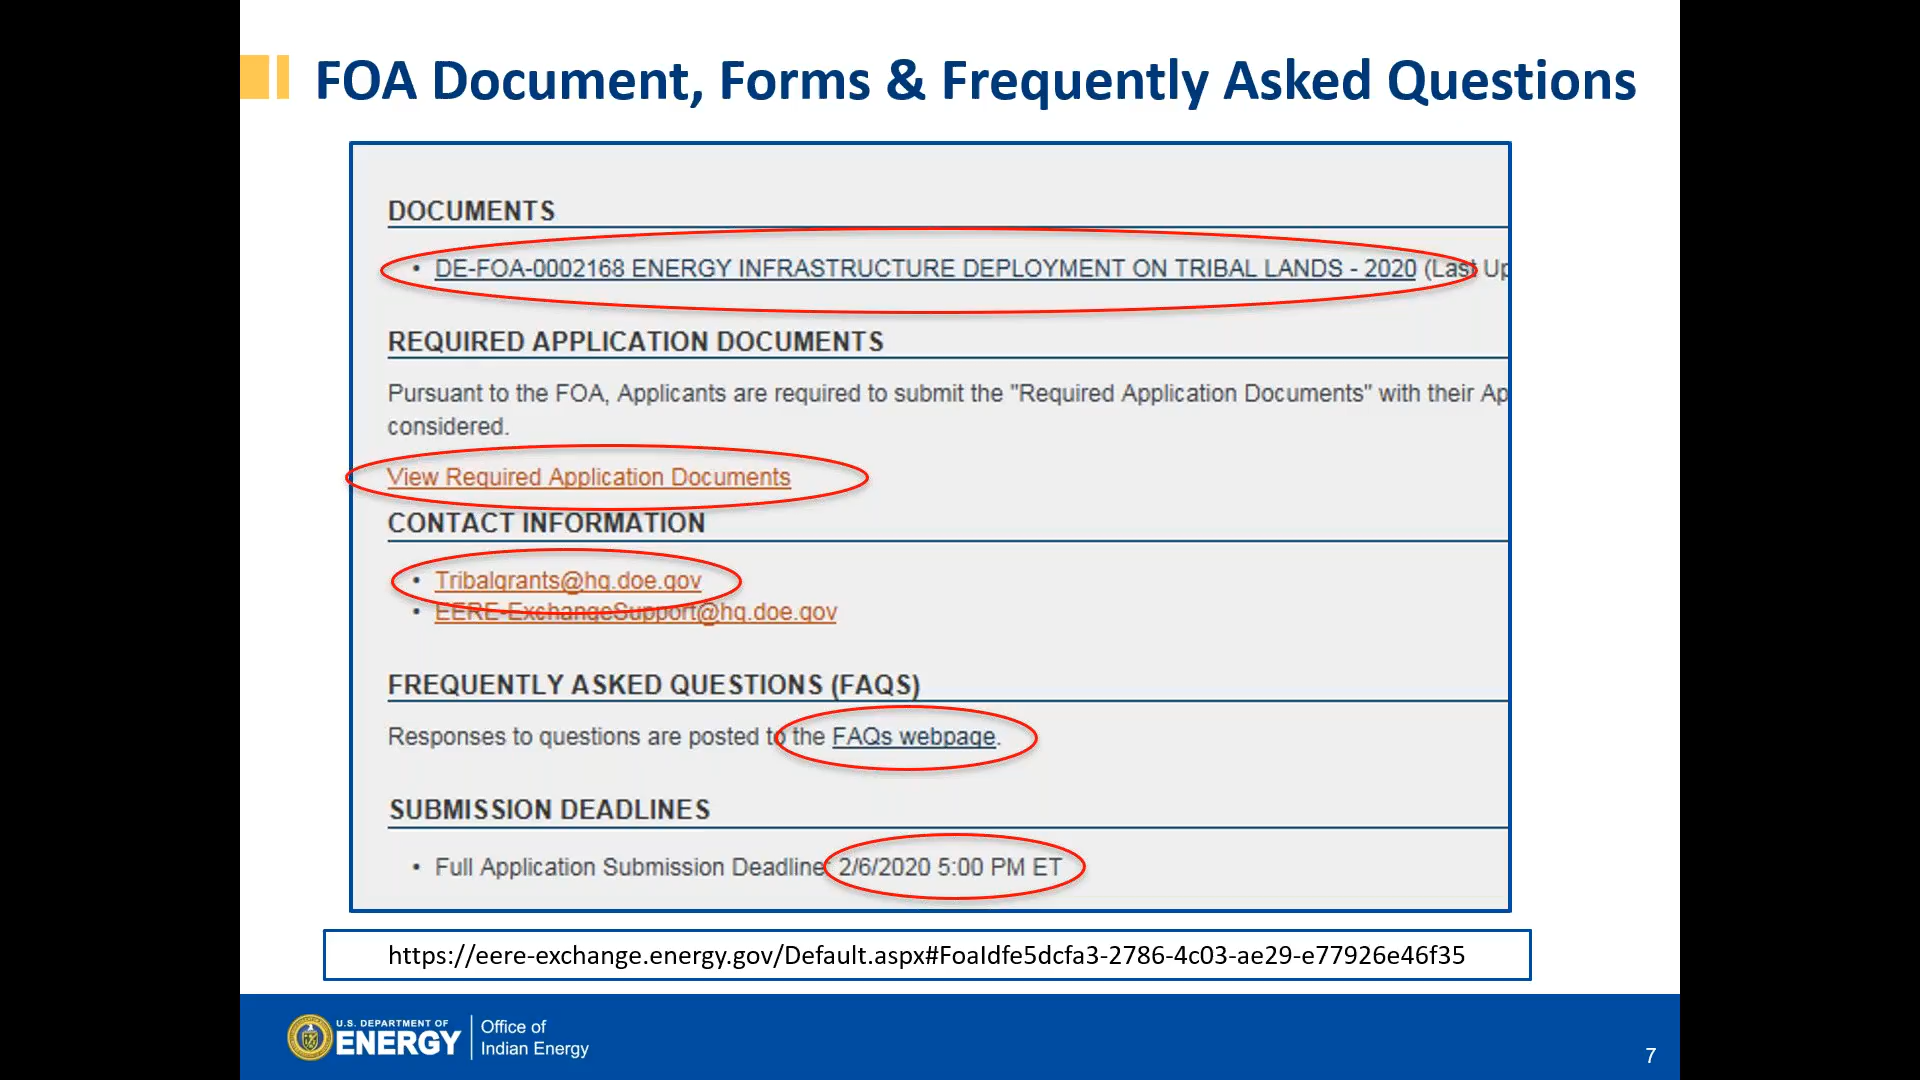 FOA Document, Forms & Frequently Asked Questions
DOCUMENTS
• DE-FOA-0002168 ENERGY INFRASTRUCTURE DEPLOYMENT ON TRIBAL LANDS - 2020 (Last Up
REQUIRED APPLICATION DOCUMENTS
Pursuant to the FOA, Applicants are required to submit the "Required Application Documents" with their Ap
considered.
View Required Application Documents
CONTACT INFORMATION
• Tribalgrants@hq.doe.gov
• EERE-ExchangeSupport@hq.doe.gov
FREQUENTLY ASKED QUESTIONS (FAQS)
Responses to questions are posted to the FAQs webpage.
SUBMISSION DEADLINES
• Full Application Submission Deadline: 2/6/2020 5:00 PM ET
https://eere-exchange.energy.gov/Default.aspx#FoaIdfe5dcfa3-2786-4c03-ae29-e77926e46f35
U.S. DEPARTMENT OF
ENERGY
Office of
Indian Energy
7